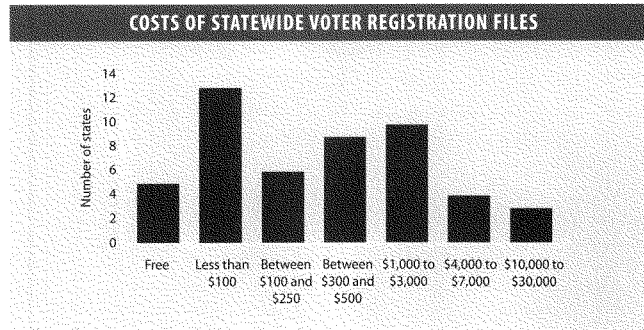 COSTS OF STATEWIDE VOTER REGISTRATION FILES
Number of states
14
12
10
8
6
4
2
0
Free Less than Between Between $1,000 to $4,000 to $10,000 to
$100 $100 and $300 and $3,000 $7,000 $30,000
$250 $500